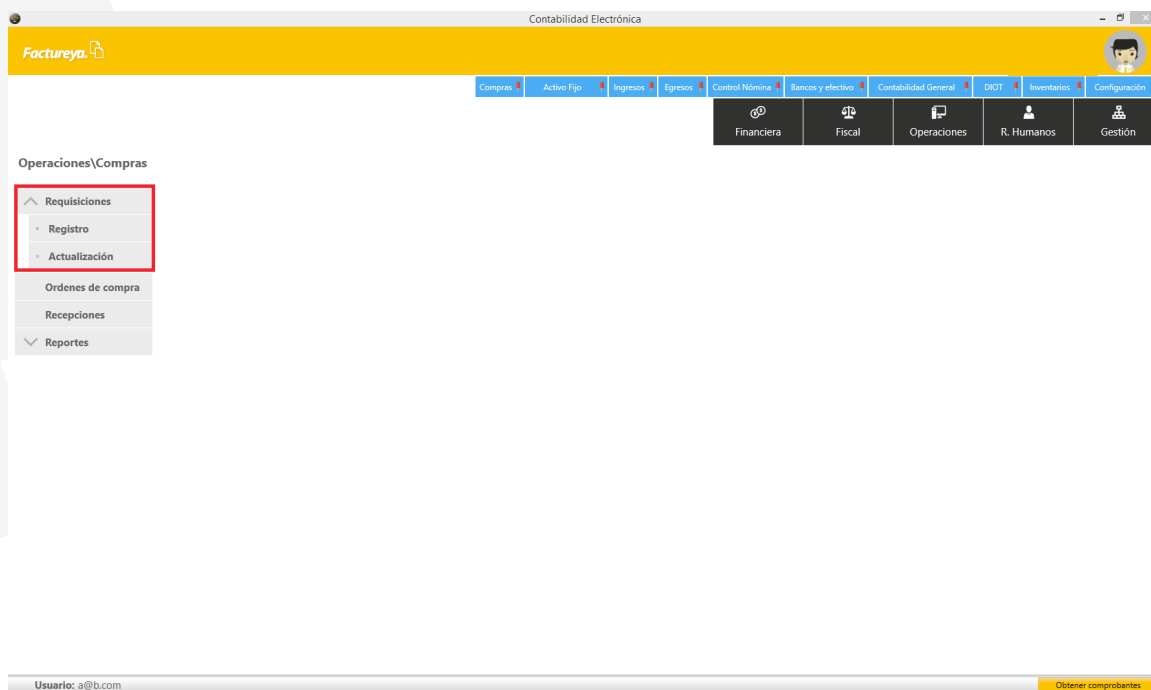 Contabilidad Electrónica
Factureya.
Compras Activo Fijo Ingresos Egresos Control Nómina Bancos y efectivo Contabilidad General DIOT Inventarios Configuración
Financiera Fiscal Operaciones R. Humanos Gestión
Operaciones\Compras
Requisiciones
Registro
Actualización
Ordenes de compra
Recepciones
Reportes
Usuario: a@b.com Obtener comprobantes